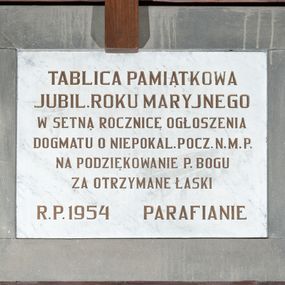 TABLICA PAMIĄTKOWA
JUBIL.ROKU MARYJNEGO
W SETNĄ ROCZNICĘ OGŁOSZENIA
DOGMATU O NIEPOKAL.POCZ.N.M.P.
NA PODZIĘKOWANIE P.BOGU
ZA OTRZYMANE ŁASKI
R.P.1954 PARAFIANIE